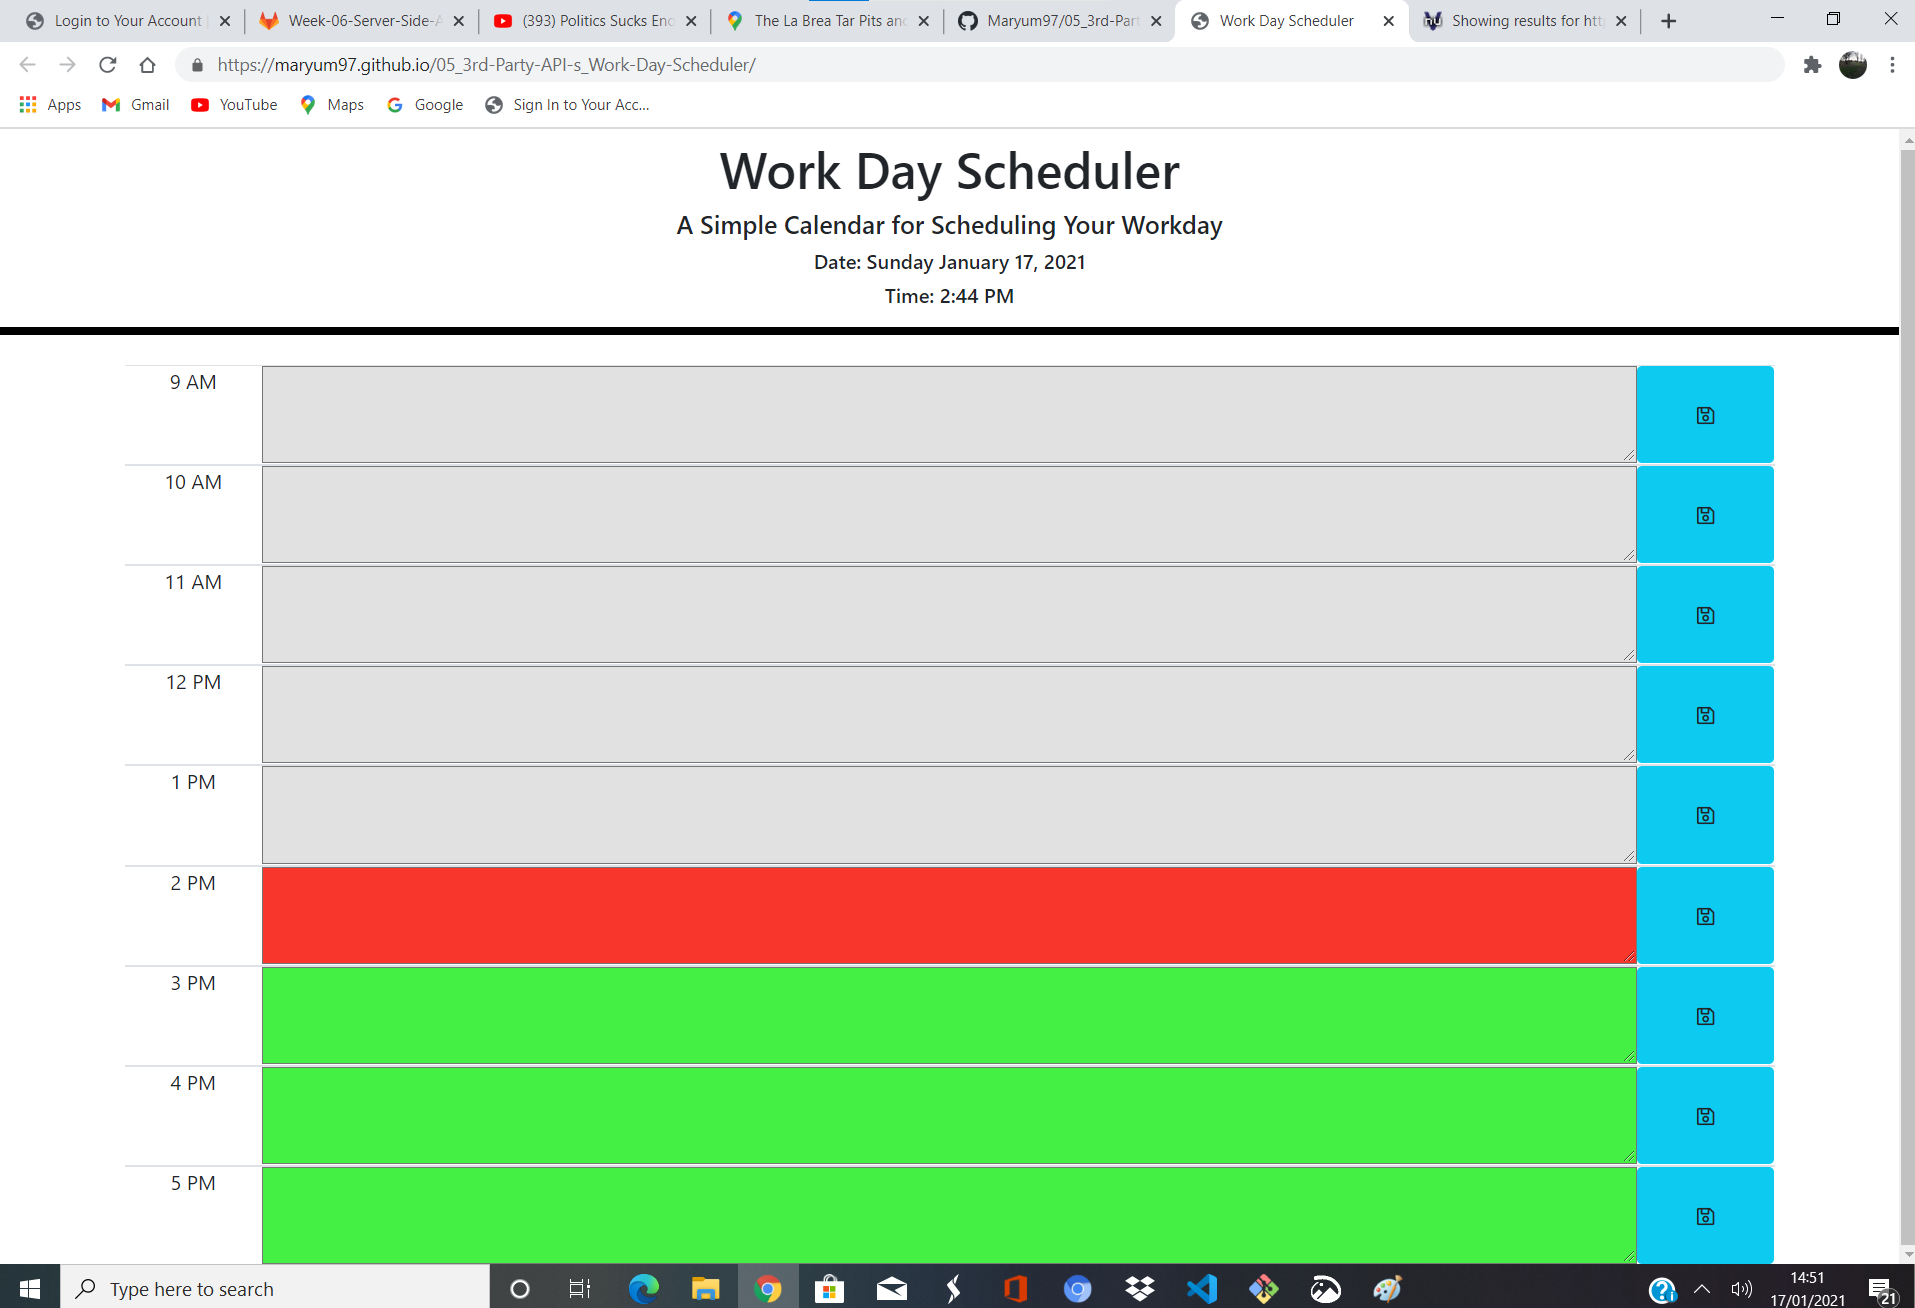 Login to Your Account
Week-06-Server-Side-A
(393) Politics Sucks End
The La Brea Tar Pits and
Maryum97/05_3rd-Part
Work Day Scheduler
Showing results for htt
https://maryum97.github.io/05_3rd-Party-API-s_Work-Day-Scheduler/
Apps
Gmail
YouTube
Maps
Google
Sign In to Your Acc...
Work Day Scheduler
A Simple Calendar for Scheduling Your Workday
Date: Sunday January 17, 2021
Time: 2:44 PM
9 AM
10 AM
11 AM
12 PM
1 PM
2 PM
3 PM
4 PM
5 PM
Type here to search
14:51
17/01/2021
21